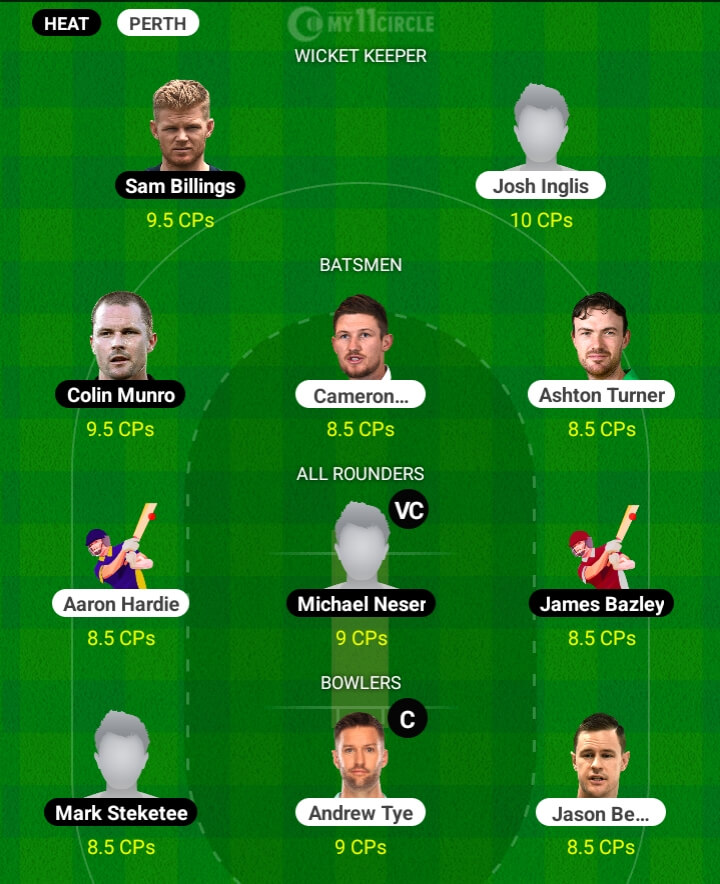 HEAT PERTH MY11CIRCLE
WICKET KEEPER
Sam Billings Josh Inglis
9.5 CPs 10 CPs
BATSMEN
Colin Munro Cameron... Ashton Turner
9.5 CPs 8.5 CPs 8.5 CPs
ALL ROUNDERS
VC
Aaron Hardie Michael Neser James Bazley
8.5 CPs 9 CPs 8.5 CPs
BOWLERS
C
Mark Steketee Andrew Tye Jason Be...
8.5 CPs 9 CPs 8.5 CPs